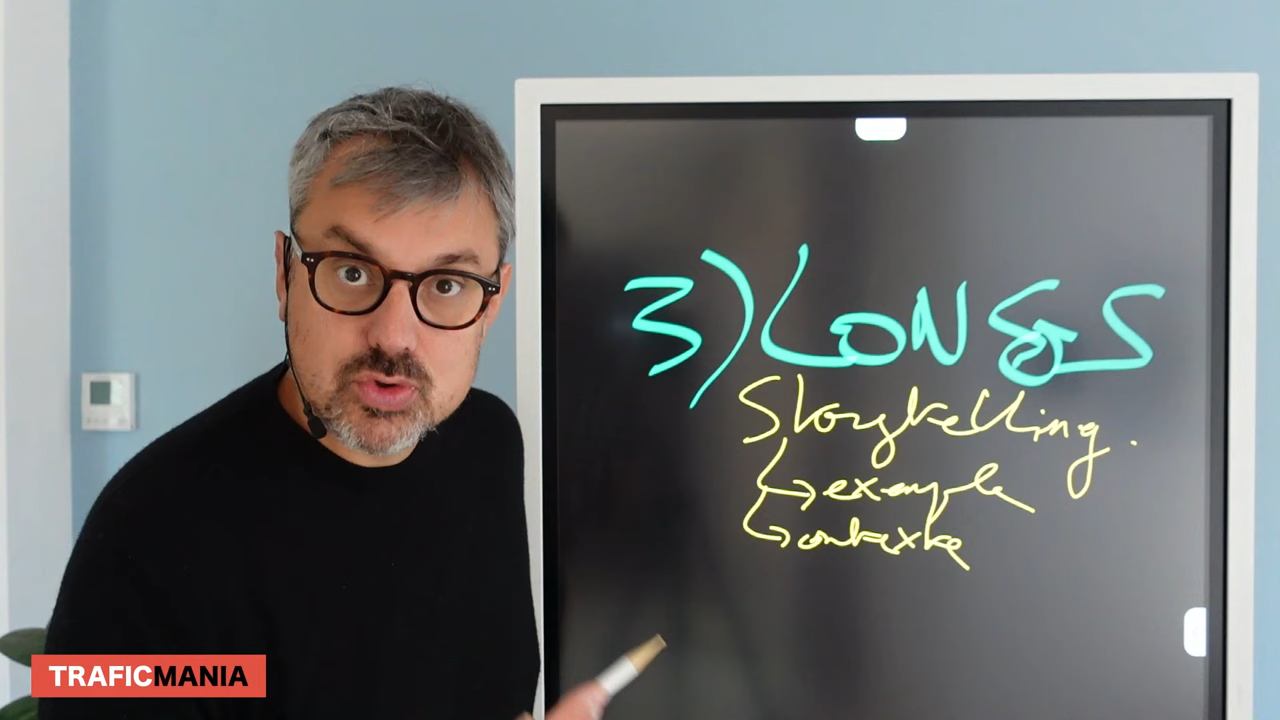 3) LONGS
Storytelling.
↳ exemple
↳ contexte
TRAFICMANIA